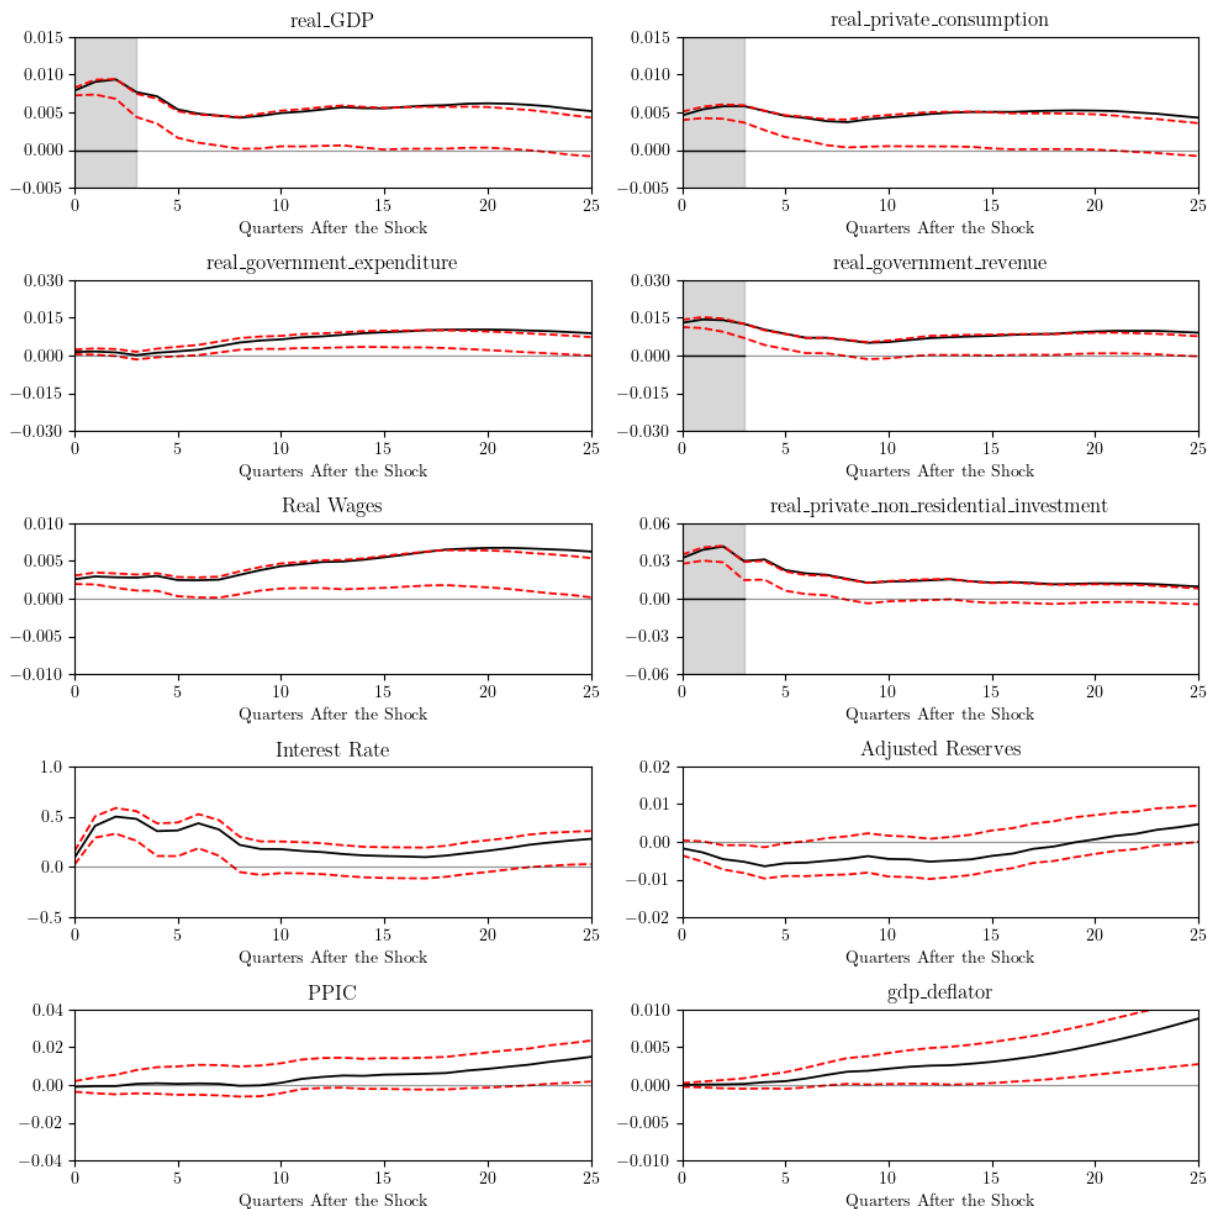 real_GDP
0.015
0.010
0.005
0.000
−0.005
0 5 10 15 20 25
Quarters After the Shock
real_private_consumption
0.015
0.010
0.005
0.000
−0.005
0 5 10 15 20 25
Quarters After the Shock
real_government_expenditure
0.030
0.015
0.000
−0.015
−0.030
0 5 10 15 20 25
Quarters After the Shock
real_government_revenue
0.030
0.015
0.000
−0.015
−0.030
0 5 10 15 20 25
Quarters After the Shock
Real Wages
0.010
0.005
0.000
−0.005
−0.010
0 5 10 15 20 25
Quarters After the Shock
real_private_non_residential_investment
0.06
0.03
0.00
−0.03
−0.06
0 5 10 15 20 25
Quarters After the Shock
Interest Rate
1.0
0.5
0.0
−0.5
0 5 10 15 20 25
Quarters After the Shock
Adjusted Reserves
0.02
0.01
0.00
−0.01
−0.02
0 5 10 15 20 25
Quarters After the Shock
PPIC
0.04
0.02
0.00
−0.02
−0.04
0 5 10 15 20 25
Quarters After the Shock
gdp_deflator
0.010
0.005
0.000
−0.005
−0.010
0 5 10 15 20 25
Quarters After the Shock